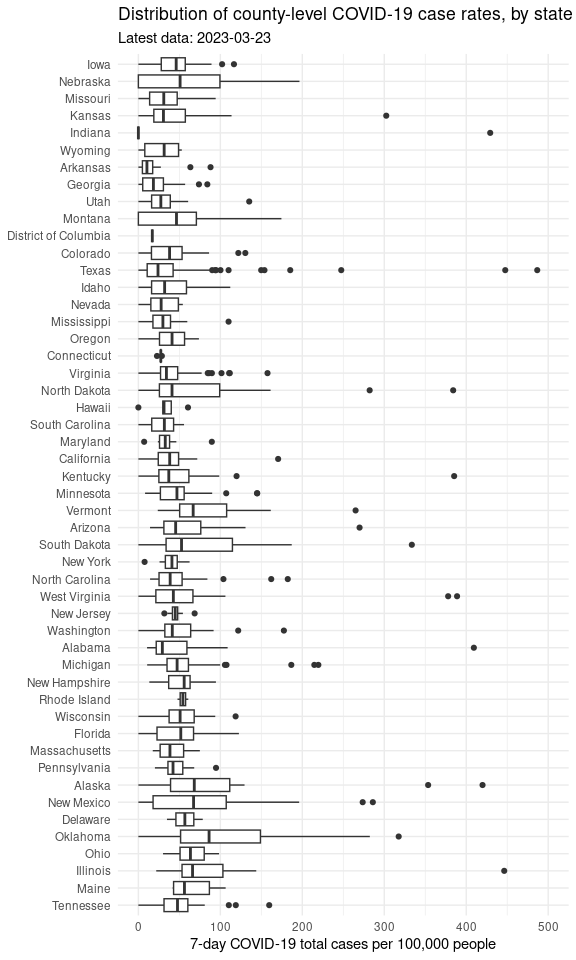 Distribution of county-level COVID-19 case rates, by state
Latest data: 2023-03-23
Iowa
Nebraska
Missouri
Kansas
Indiana
Wyoming
Arkansas
Georgia
Utah
Montana
District of Columbia
Colorado
Texas
Idaho
Nevada
Mississippi
Oregon
Connecticut
Virginia
North Dakota
Hawaii
South Carolina
Maryland
California
Kentucky
Minnesota
Vermont
Arizona
South Dakota
New York
North Carolina
West Virginia
New Jersey
Washington
Alabama
Michigan
New Hampshire
Rhode Island
Wisconsin
Florida
Massachusetts
Pennsylvania
Alaska
New Mexico
Delaware
Oklahoma
Ohio
Illinois
Maine
Tennessee
0 100 200 300 400 500
7-day COVID-19 total cases per 100,000 people